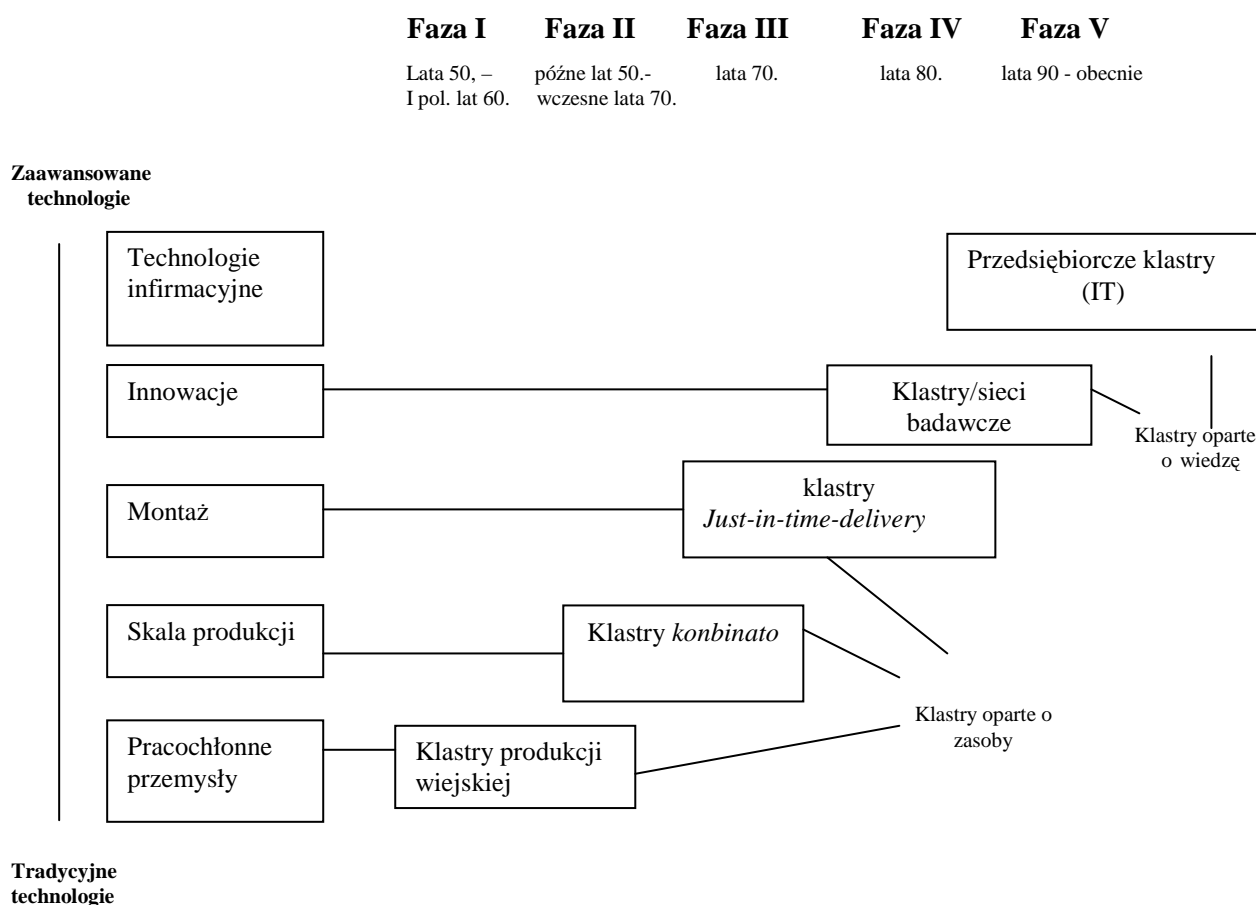 Faza I Faza II Faza III Faza IV Faza V
Lata 50, – późne lat 50.- lata 70. lata 80. lata 90 - obecnie
I poł. lat 60. wczesne lata 70.
Zaawansowane
technologie
Technologie
infirmacyjne
Przedsiębiorcze klastry
(IT)
Innowacje
Klastry/sieci
badawcze
Klastry oparte
o wiedzę
Montaż
klastry
Just-in-time-delivery
Skala produkcji
Klastry konbinato
Klastry oparte o
zasoby
Pracochłonne
przemysły
Klastry produkcji
wiejskiej
Tradycyjne
technologie